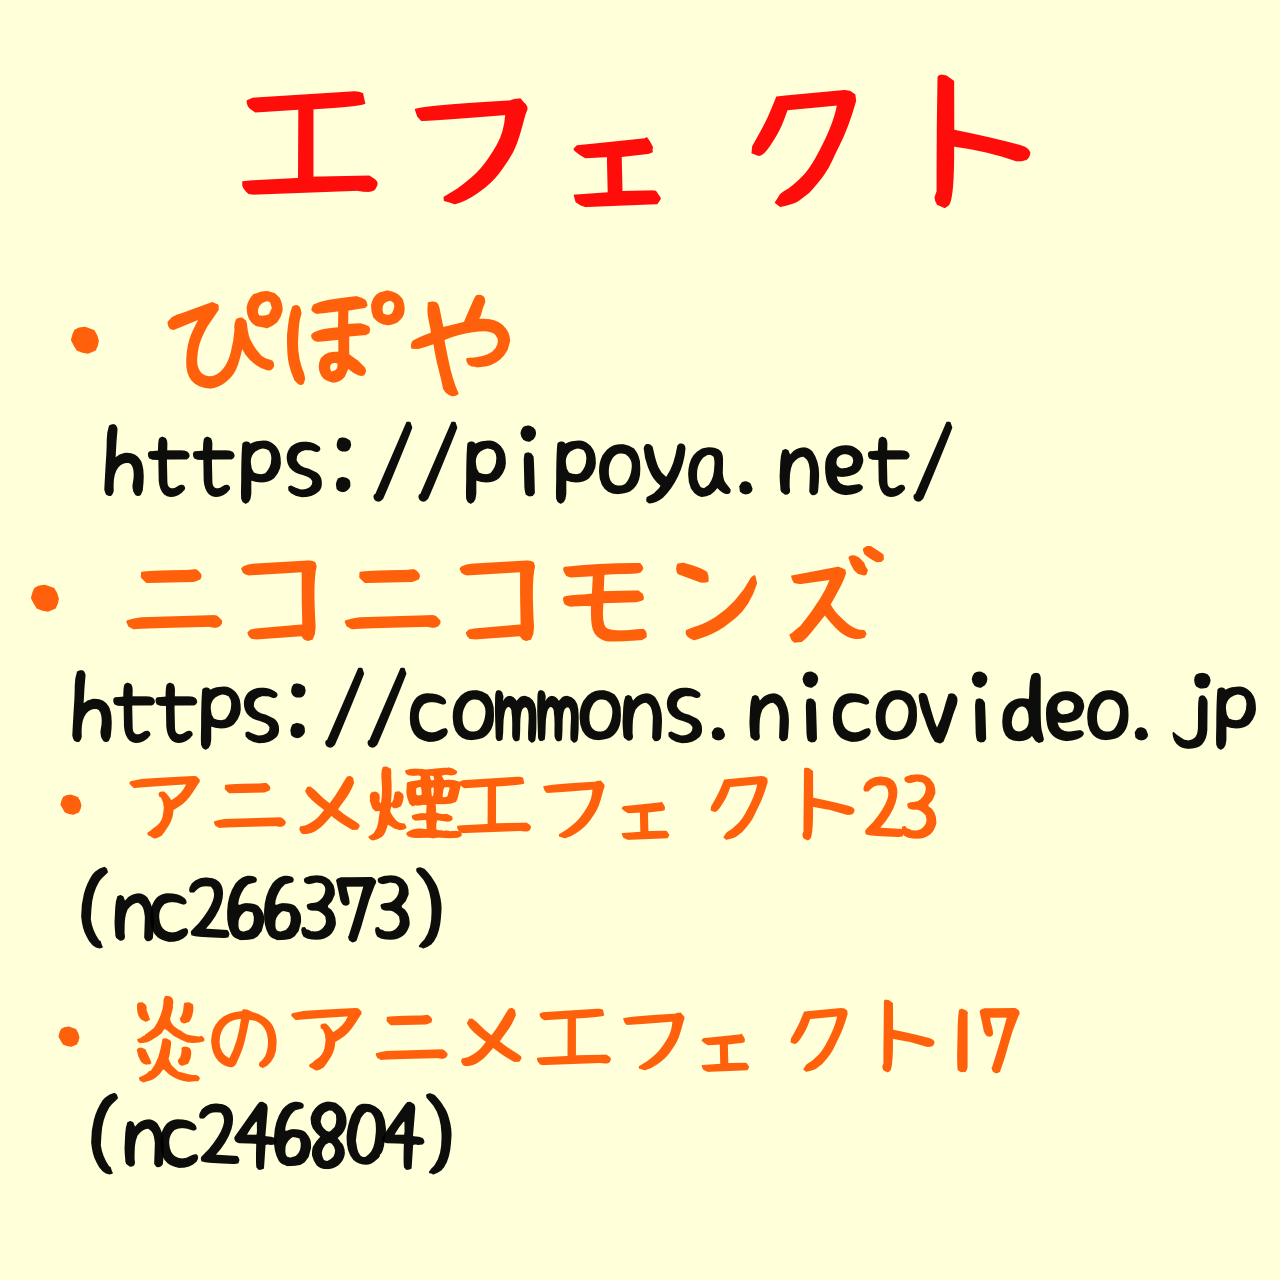 エフェクト
・ぴぽや
https://pipoya.net/
・ニコニコモンズ
https://commons.nicovideo.jp
・アニメ煙エフェクト23
(nc266373)
・炎のアニメエフェクト17
(nc246804)